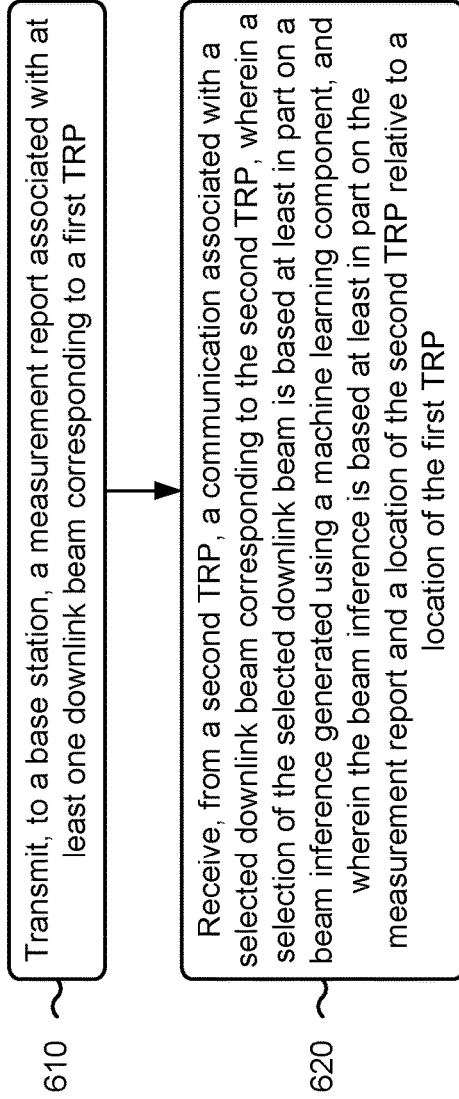 610
Transmit, to a base station, a measurement report associated with at
least one downlink beam corresponding to a first TRP
620
Receive, from a second TRP, a communication associated with a
selected downlink beam corresponding to the second TRP, wherein a
selection of the selected downlink beam is based at least in part on a
beam inference generated using a machine learning component, and
wherein the beam inference is based at least in part on the
measurement report and a location of the second TRP relative to a
location of the first TRP